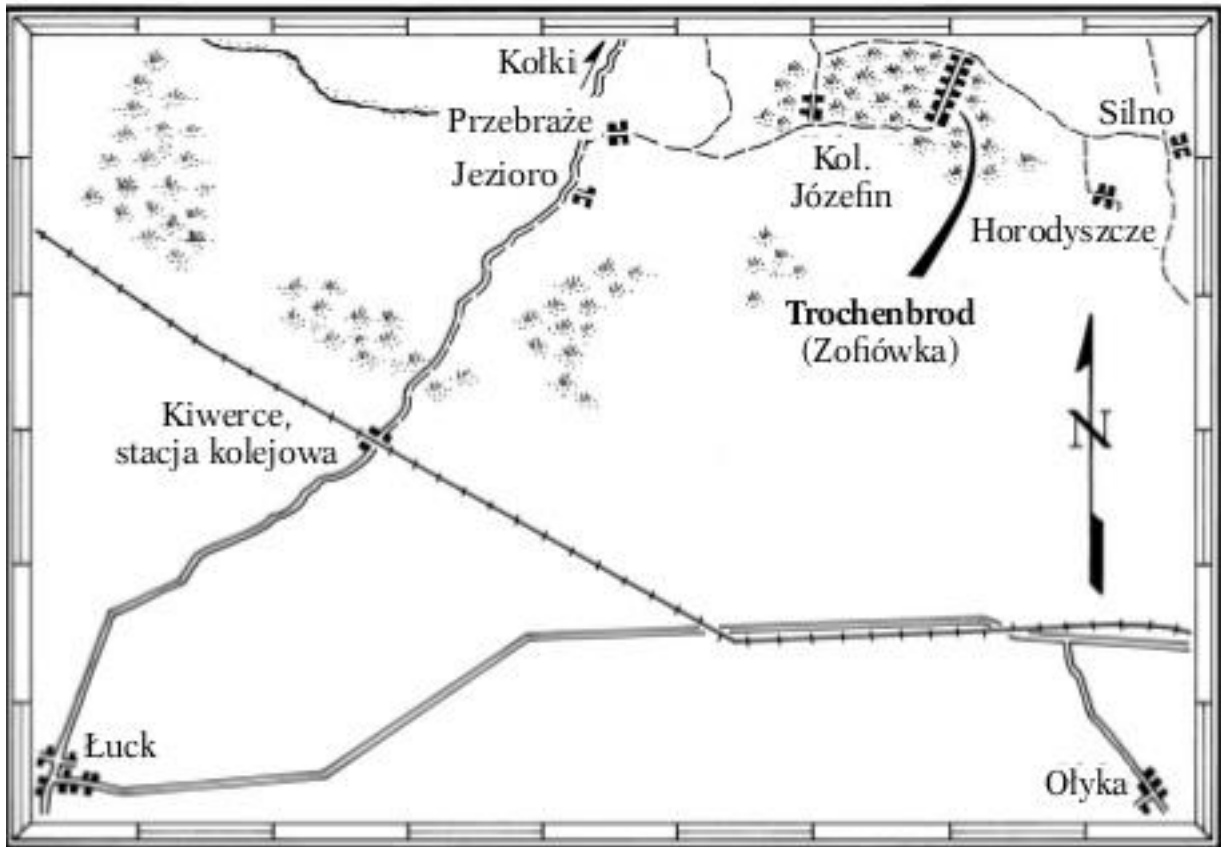 Kołki
Przebraże
Jezioro
Silno
Kol.
Józefin
Horodyszcze
Trochenbrod
(Zofiówka)
N
Kiwerce,
stacja kolejowa
Łuck
Ołyka